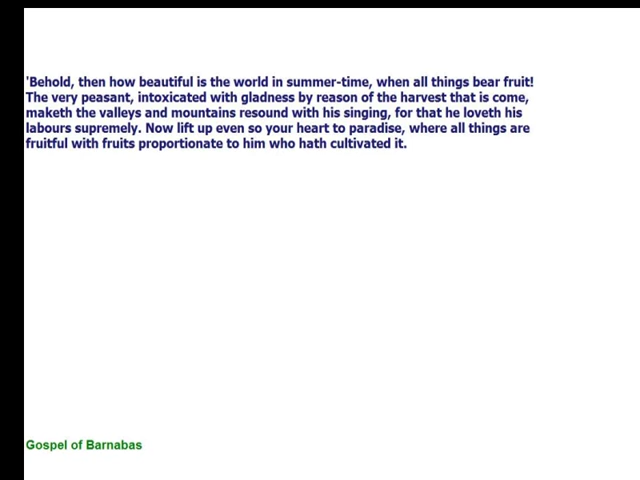 'Behold, then how beautiful is the world in summer-time, when all things bear fruit!
The very peasant, intoxicated with gladness by reason of the harvest that is come,
maketh the valleys and mountains resound with his singing, for that he loveth his
labours supremely. Now lift up even so your heart to paradise, where all things are
fruitful with fruits proportionate to him who hath cultivated it.
Gospel of Barnabas